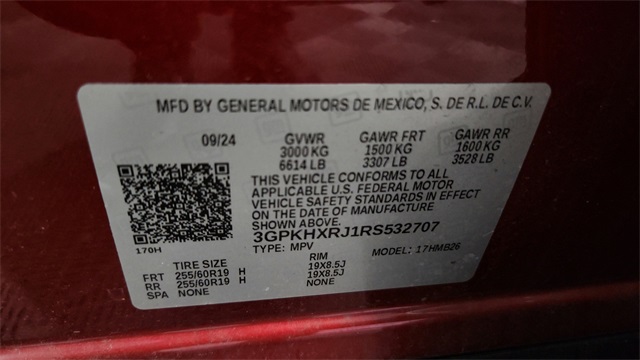 MFD BY GENERAL MOTORS DE MEXICO, S. DE R.L. DE C.V.
09/24 GVWR GAWR FRT GAWR RR
3000 KG 1500 KG 1600 KG
6614 LB 3307 LB 3528 LB
THIS VEHICLE CONFORMS TO ALL
APPLICABLE U.S. FEDERAL MOTOR
VEHICLE SAFETY STANDARDS IN EFFECT
ON THE DATE OF MANUFACTURE
SHOWN ABOVE.
3GPKHXRJ1RS532707
170H TYPE: MPV MODEL: 17HMB26
TIRE SIZE RIM
FRT 255/60R19 H 19X8.5J
RR 255/60R19 H 19X8.5J
SPA NONE NONE